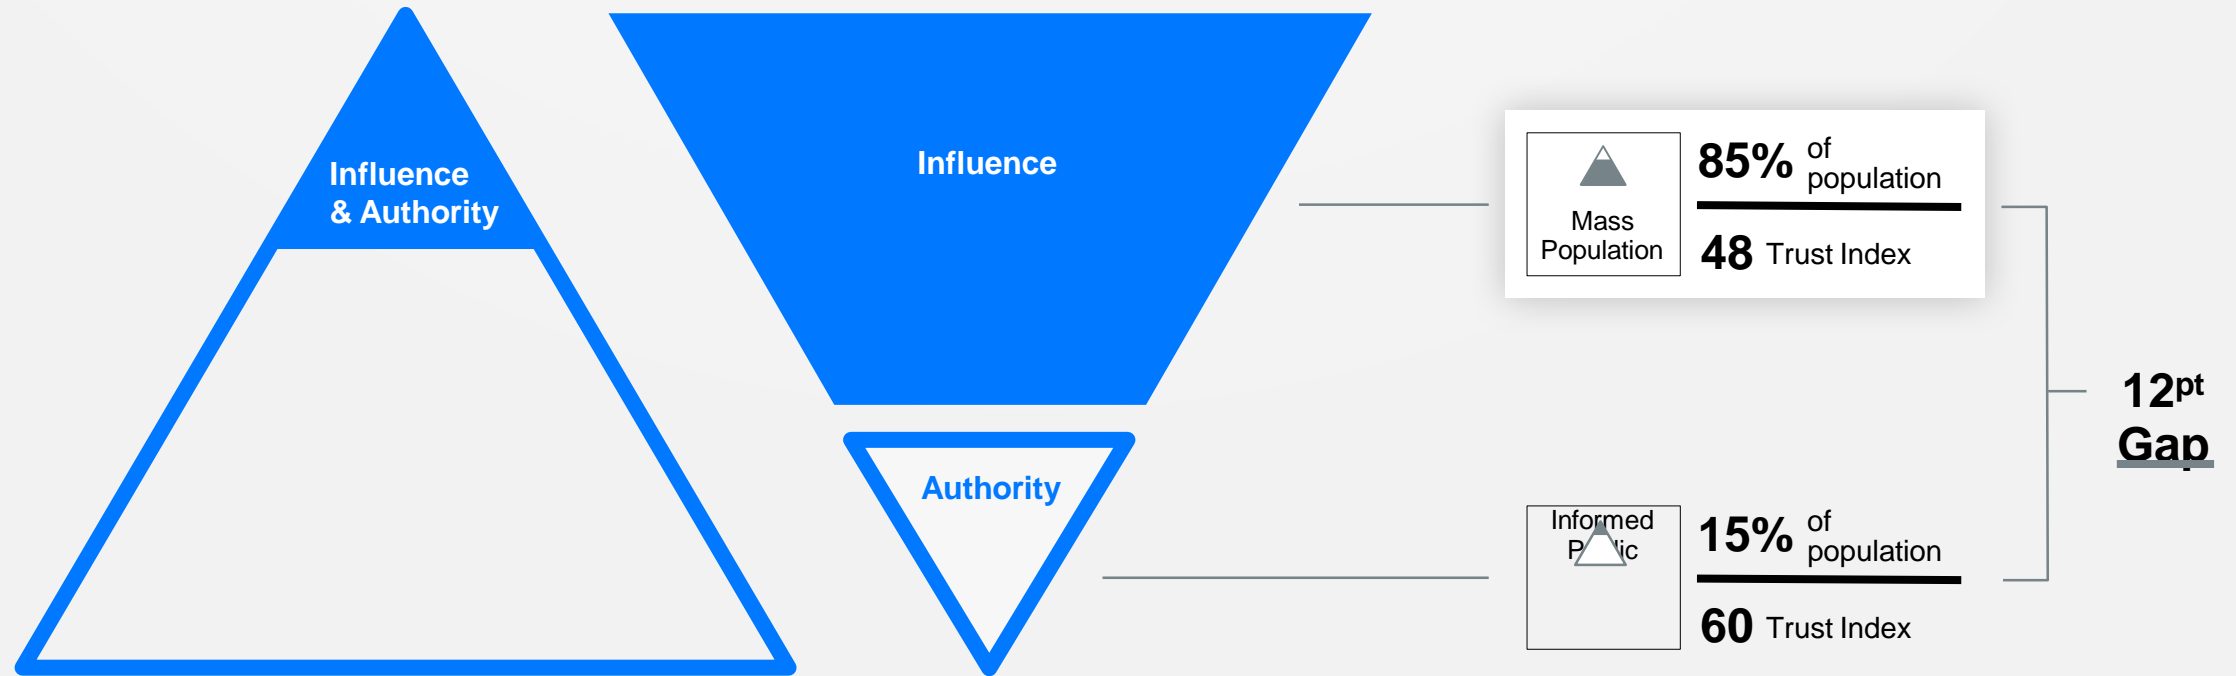 Influence
& Authority
Influence
Authority
Mass
Population
85% of
population
48 Trust Index
Informed
15% of
population
60 Trust Index
12pt
Gap